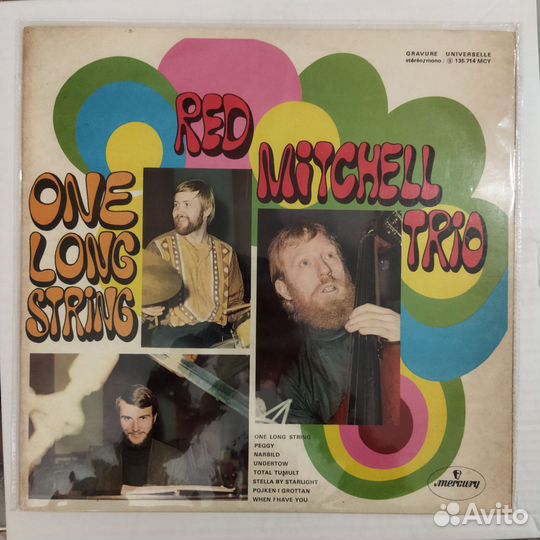 GRAVURE UNIVERSELLE
stéréo/mono : Ⓢ 135.714 MCY
RED
MITCHELL
TRIO
ONE
LONG
STRING
ONE LONG STRING
PEGGY
NARBILD
UNDERTOW
TOTAL TUMULT
STELLA BY STARLIGHT
POJKEN I GROTTAN
WHEN I HAVE YOU
mercury
Avito